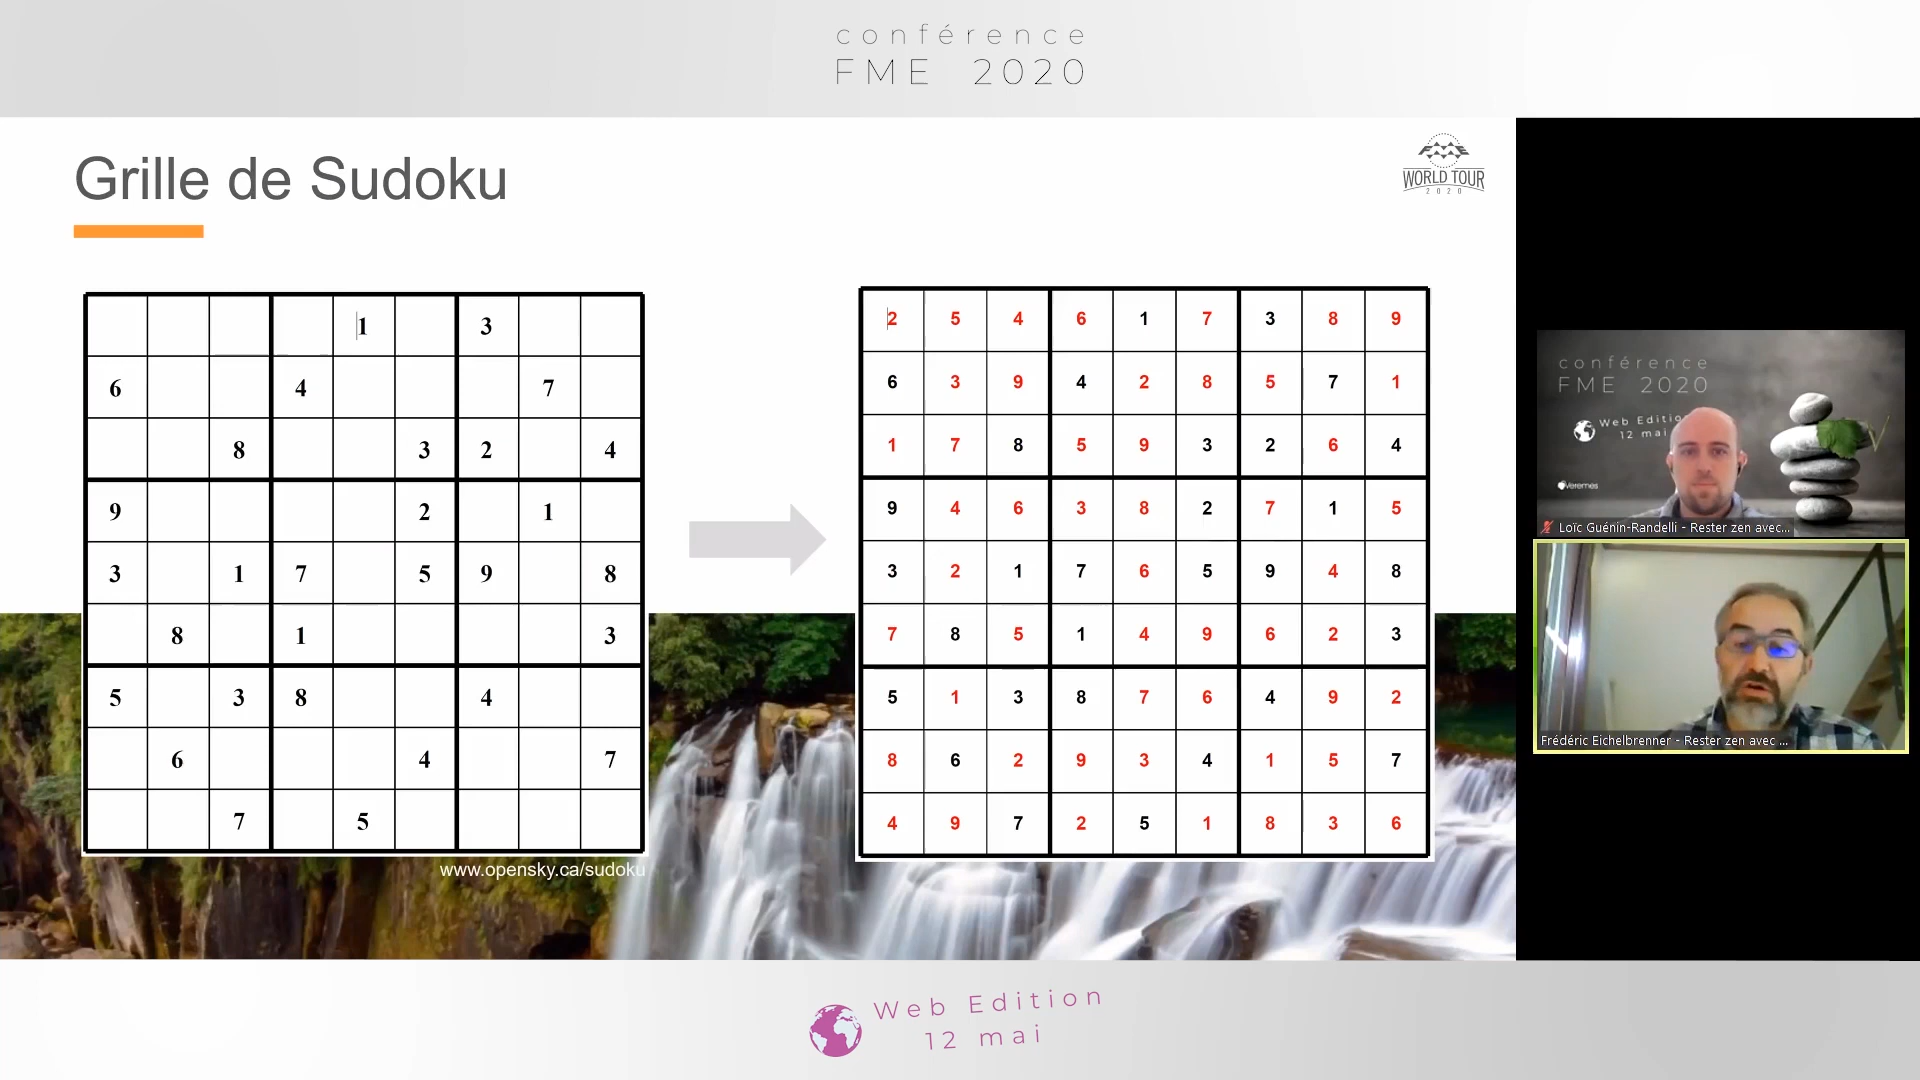 conférence
FME 2020
Grille de Sudoku
FME
WORLD TOUR
2020
1 3
6 4 7
8 3 2 4
9 2 1
3 1 7 5 9 8
8 1 3
5 3 8 4
6 4 7
7 5
www.opensky.ca/sudoku
2 5 4 6 1 7 3 8 9
6 3 9 4 2 8 5 7 1
1 7 8 5 9 3 2 6 4
9 4 6 3 8 2 7 1 5
3 2 1 7 6 5 9 4 8
7 8 5 1 4 9 6 2 3
5 1 3 8 7 6 4 9 2
8 6 2 9 3 4 1 5 7
4 9 7 2 5 1 8 3 6
conférence
FME 2020
Web Editio
12 mai
Veremes
Loïc Guénin-Randelli - Rester zen avec...
Frédéric Eichelbrenner - Rester zen avec ...
Web Edition
12 mai